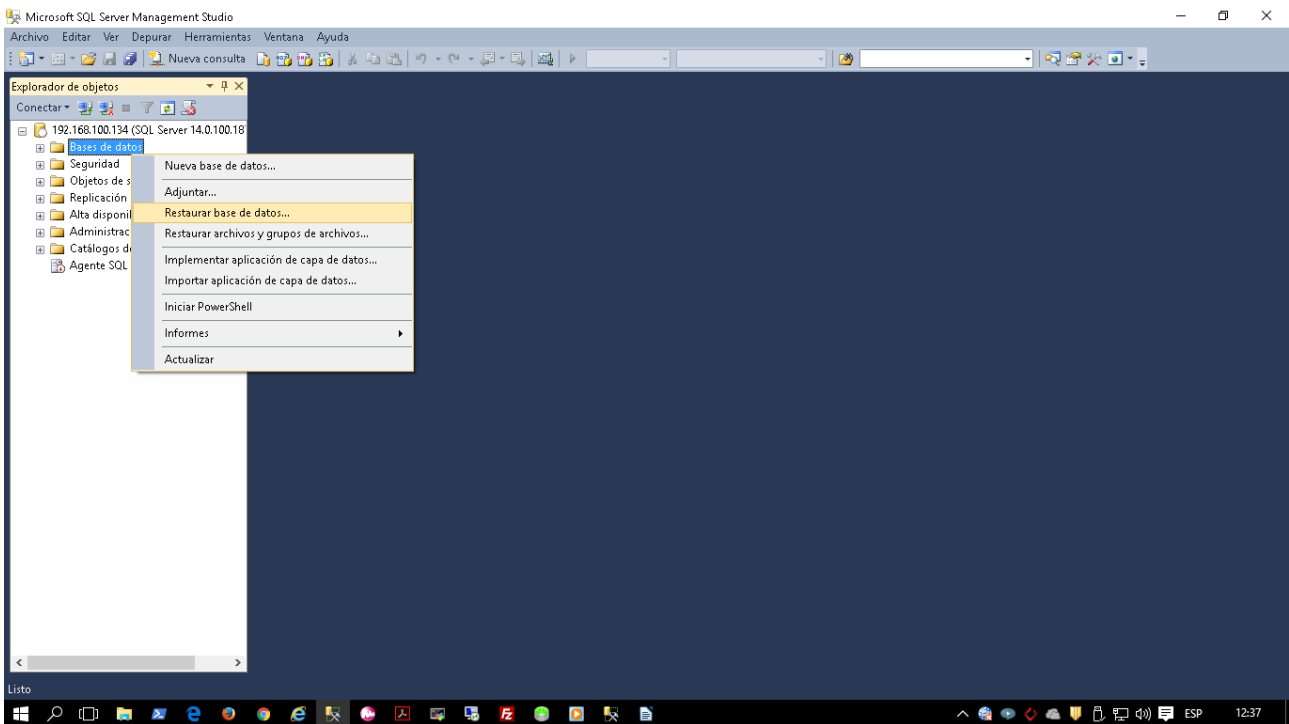 Microsoft SQL Server Management Studio
Archivo Editar Ver Depurar Herramientas Ventana Ayuda
Nueva consulta
Explorador de objetos
Conectar
192.168.100.134 (SQL Server 14.0.100.18
Bases de datos
Seguridad
Objetos de s
Replicación
Alta disponil
Administrac
Catálogos de
Agente SQL
Nueva base de datos...
Adjuntar...
Restaurar base de datos...
Restaurar archivos y grupos de archivos...
Implementar aplicación de capa de datos...
Importar aplicación de capa de datos...
Iniciar PowerShell
Informes
Actualizar
Listo
ESP 12:37